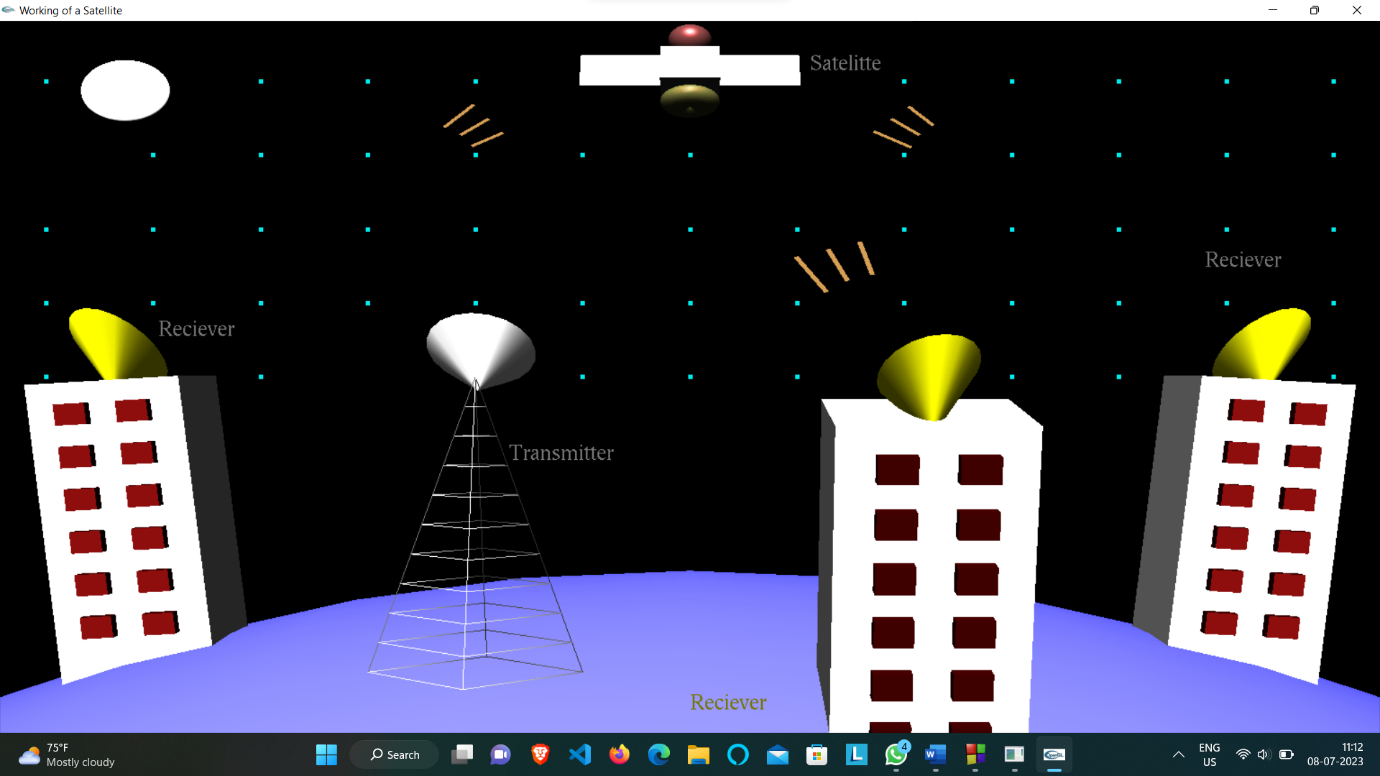 Working of a Satellite
Satelitte
Reciever
Reciever
Transmitter
Reciever
75°F
Mostly cloudy
Search
L
4
W
ENG
US
11:12
08-07-2023